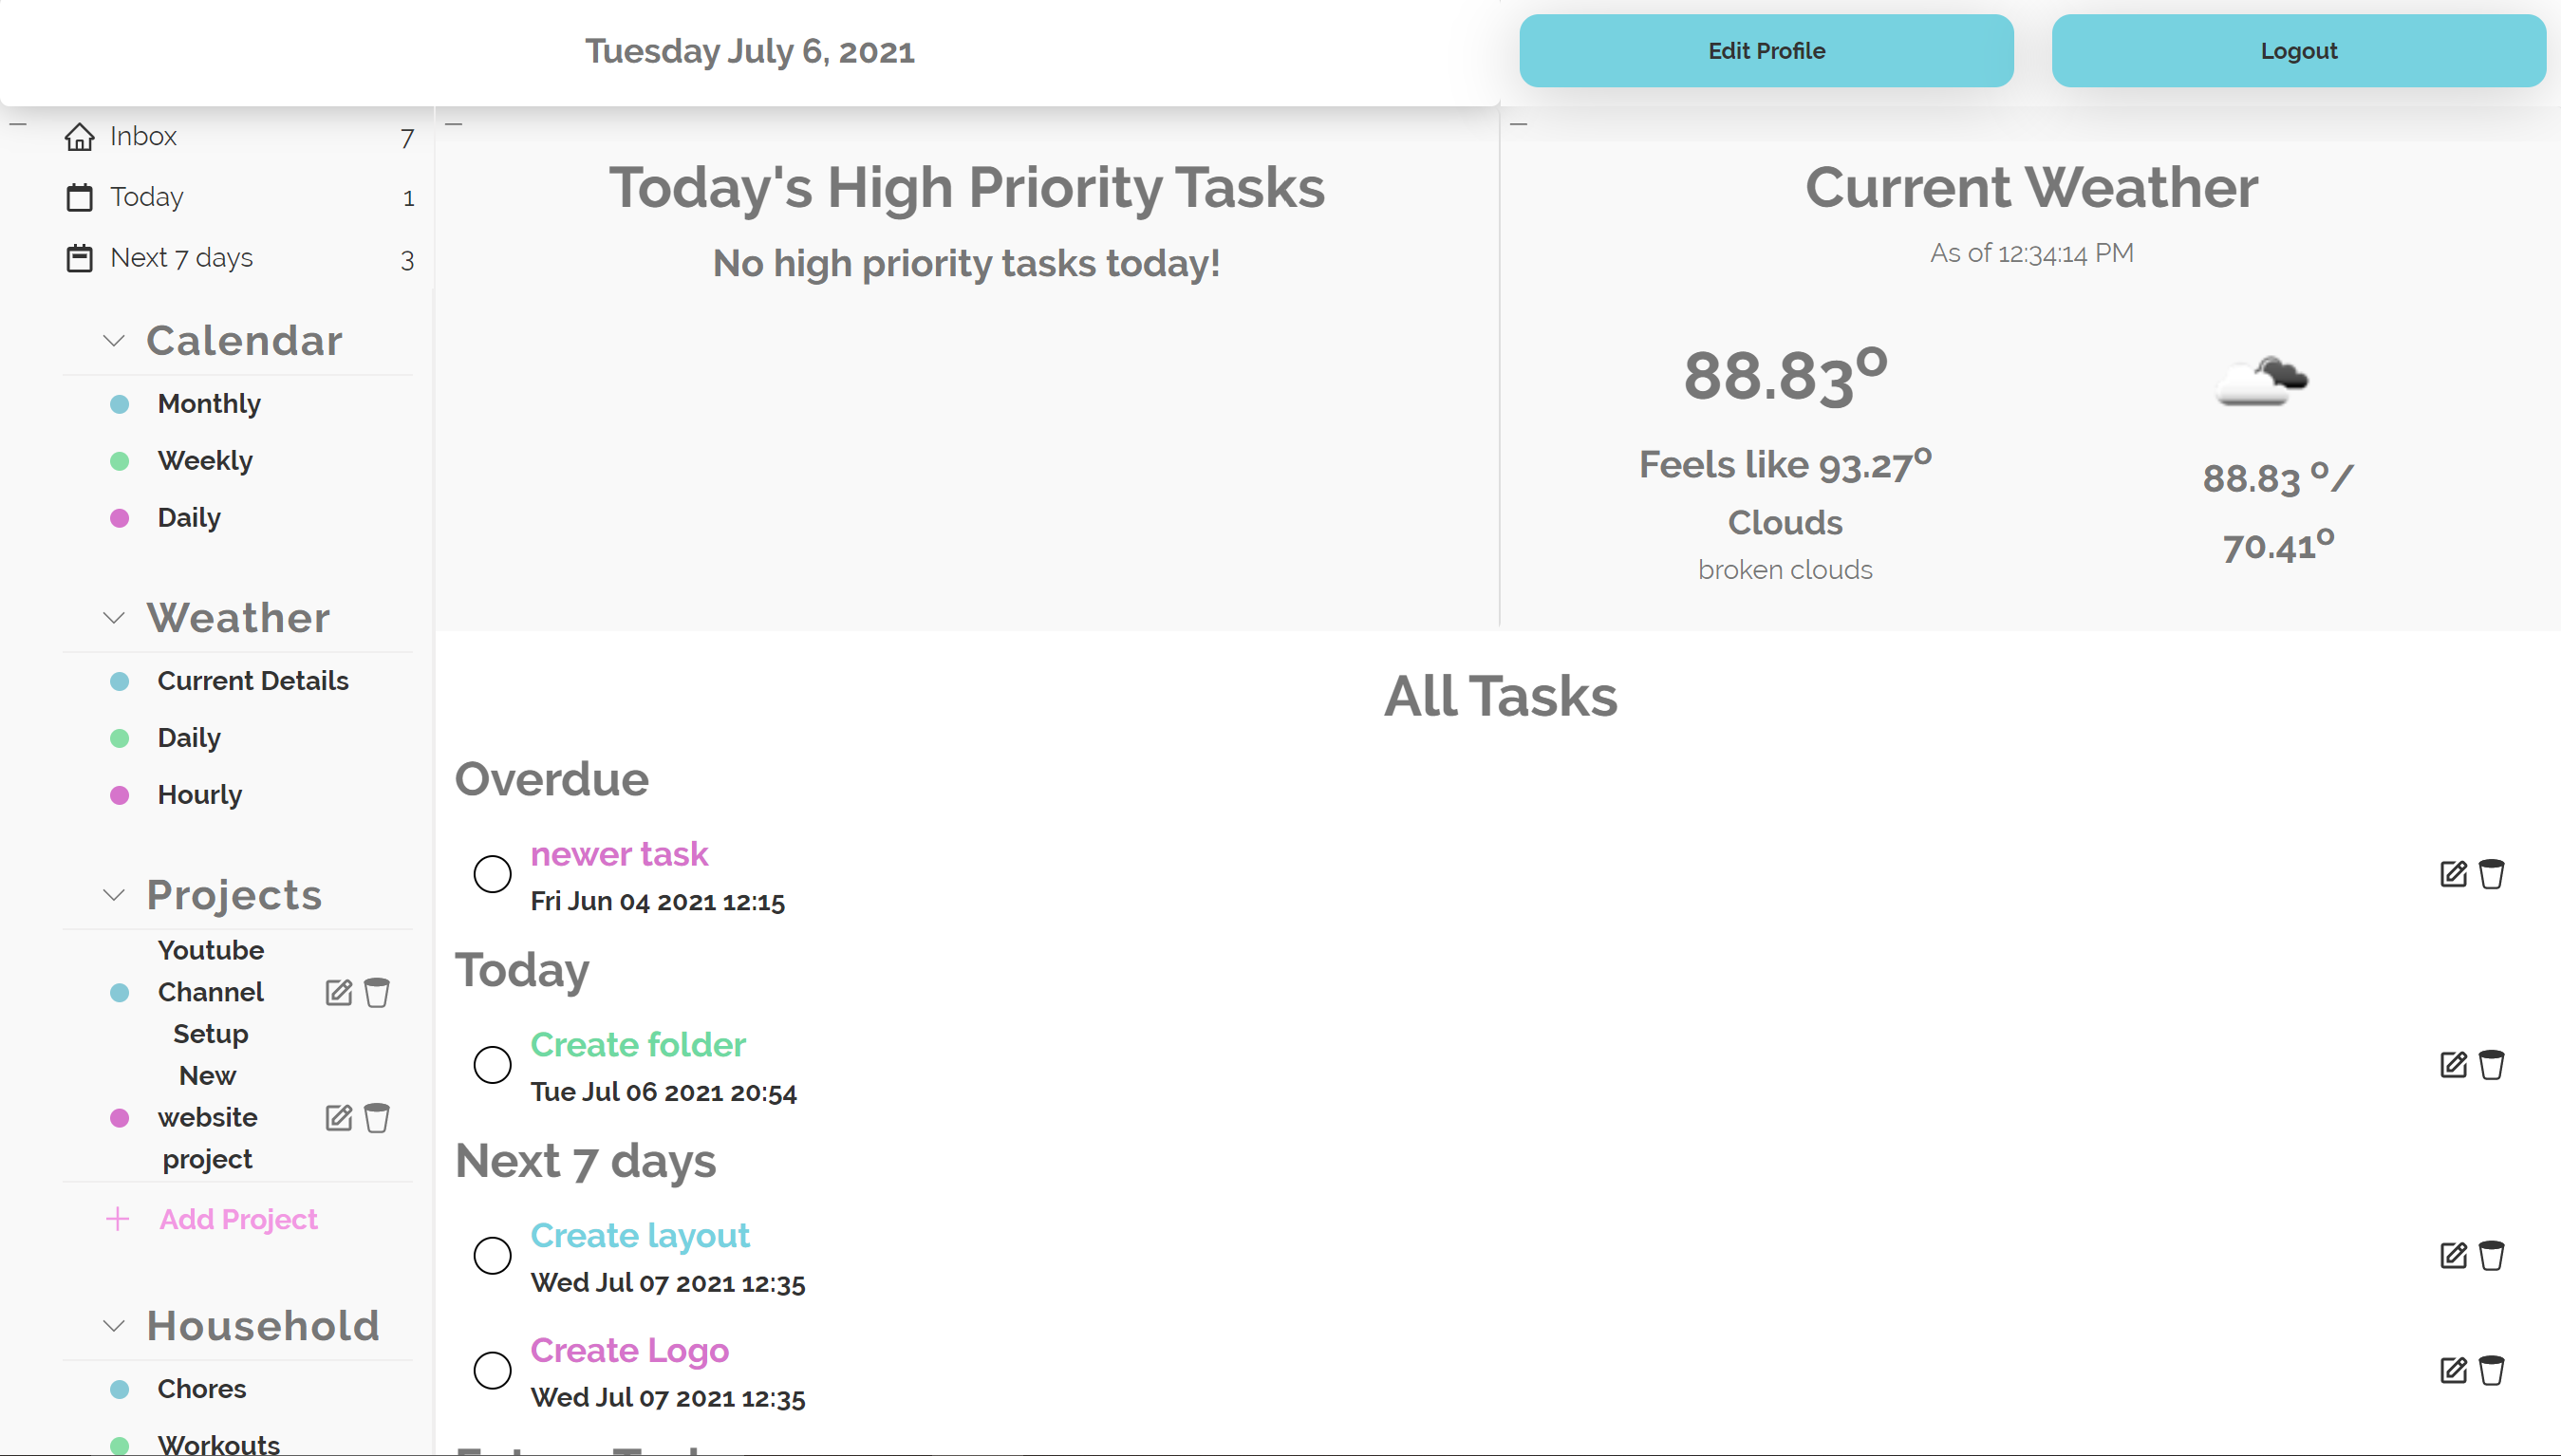 Tuesday July 6, 2021
Edit Profile
Logout
Inbox 7
Today 1
Next 7 days 3
Calendar
Monthly
Weekly
Daily
Weather
Current Details
Daily
Hourly
Projects
Youtube
Channel
Setup
New
website
project
Add Project
Household
Chores
Workouts
Today's High Priority Tasks
No high priority tasks today!
Current Weather
As of 12:34:14 PM
88.83º
Feels like 93.27º
Clouds
broken clouds
88.83 º/
70.41º
All Tasks
Overdue
newer task
Fri Jun 04 2021 12:15
Today
Create folder
Tue Jul 06 2021 20:54
Next 7 days
Create layout
Wed Jul 07 2021 12:35
Create Logo
Wed Jul 07 2021 12:35